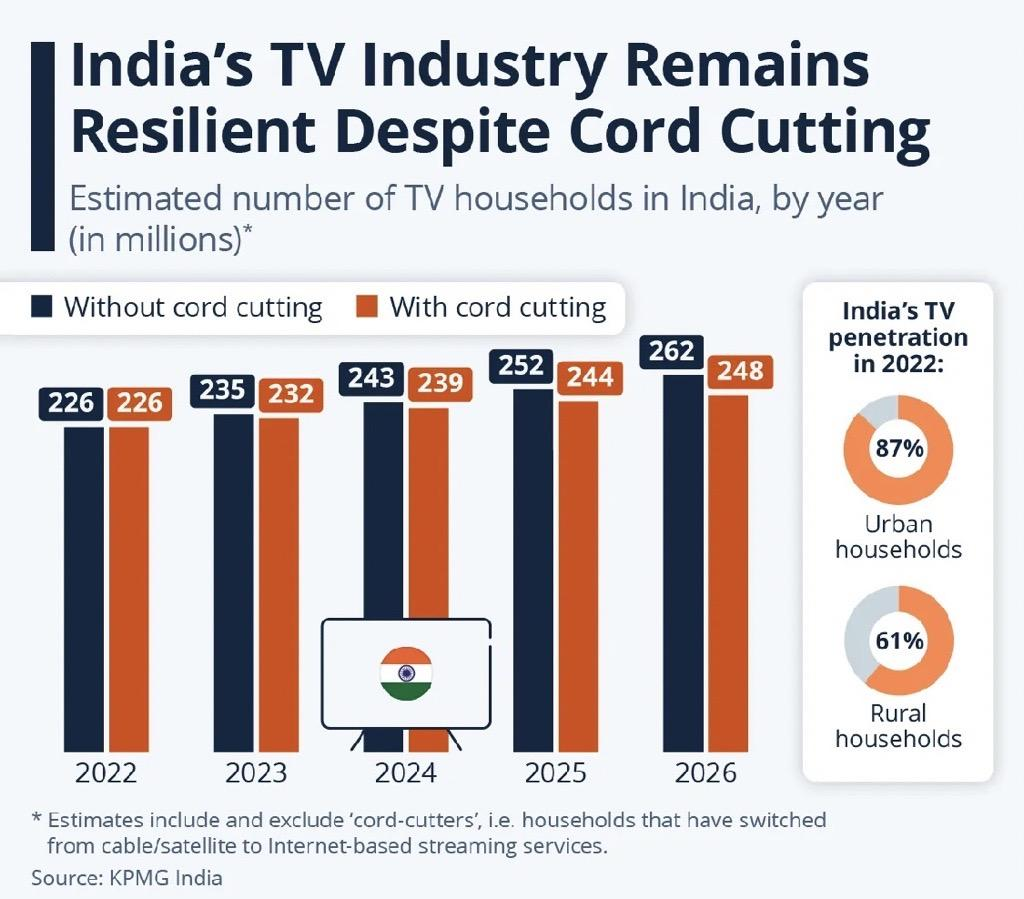 India’s TV Industry Remains
Resilient Despite Cord Cutting
Estimated number of TV households in India, by year
(in millions)*
Without cord cutting
With cord cutting
226
226
235
232
243
239
252
244
262
248
2022
2023
2024
2025
2026
India’s TV
penetration
in 2022:
87%
Urban
households
61%
Rural
households
* Estimates include and exclude ‘cord-cutters’, i.e. households that have switched
from cable/satellite to Internet-based streaming services.
Source: KPMG India